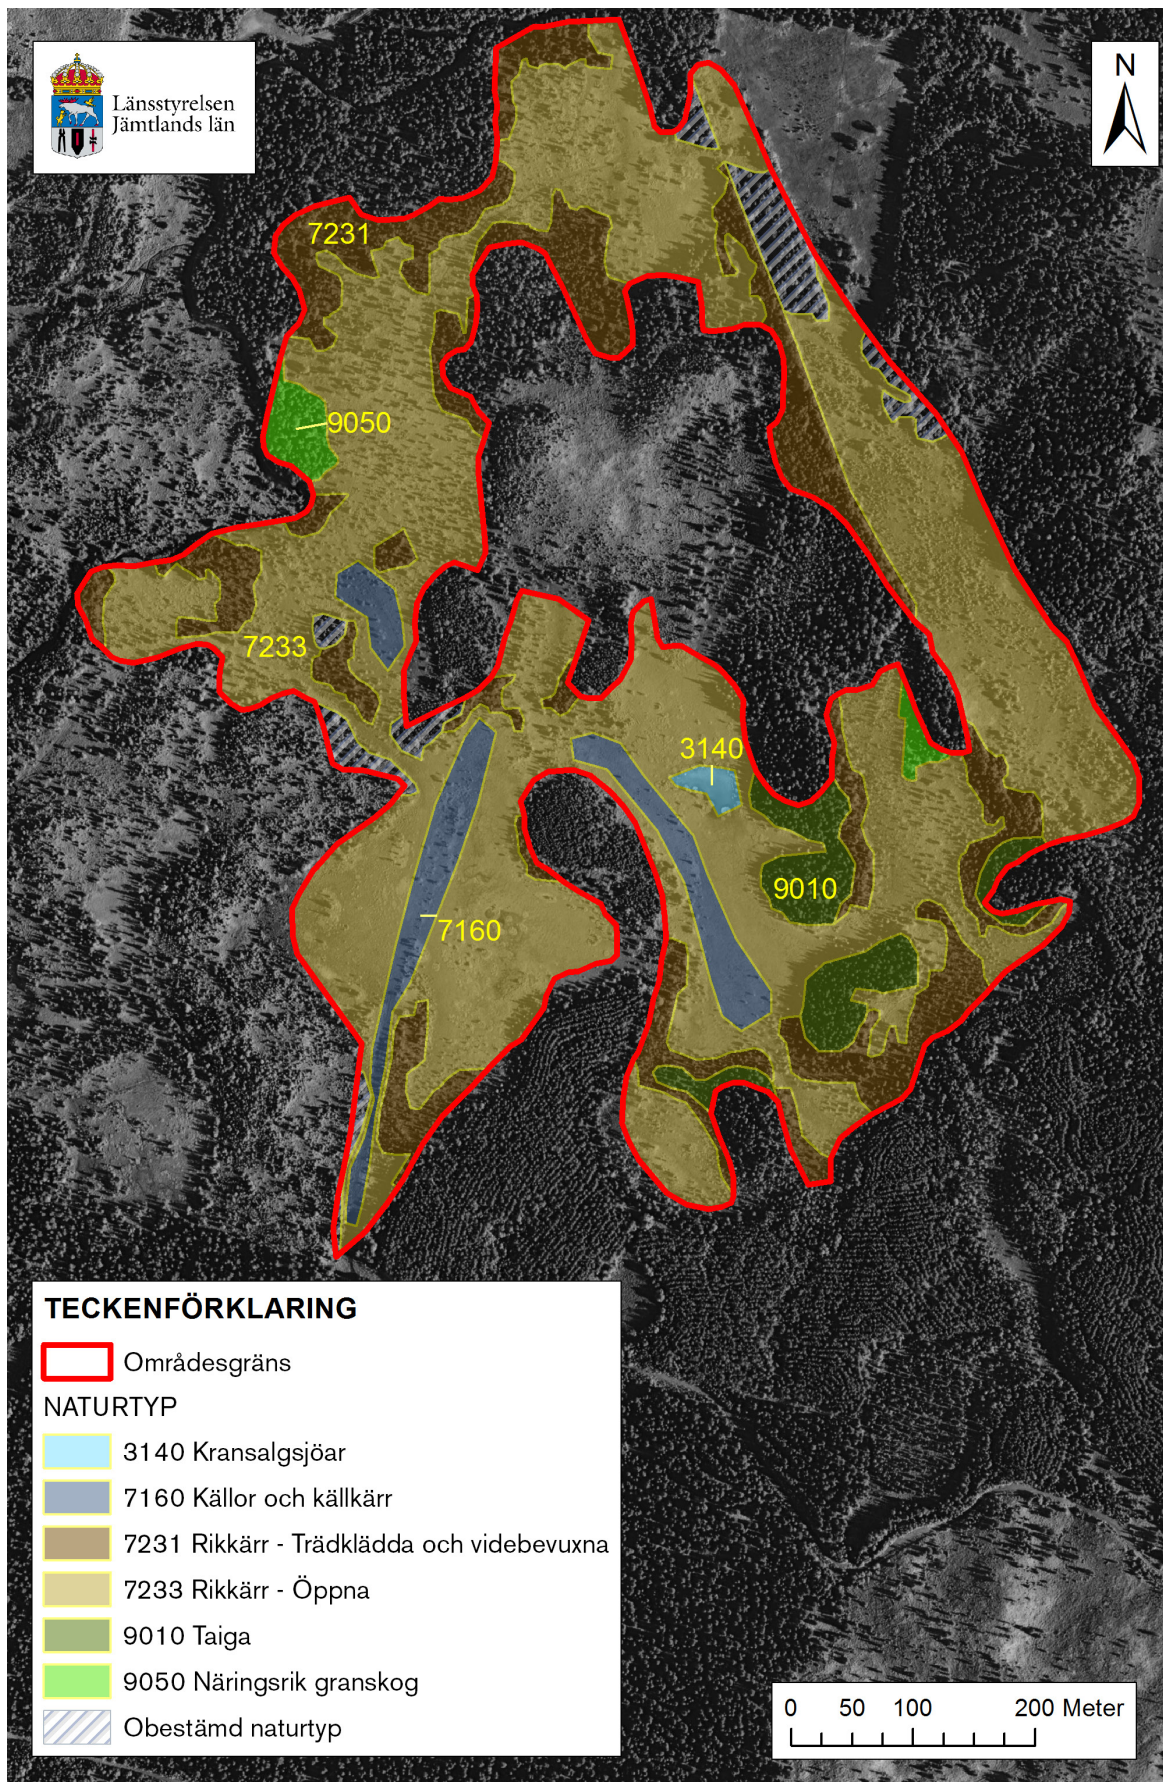 Länsstyrelsen
Jämtlands län
N
7231
9050
7233
3140
9010
7160
TECKENFÖRKLARING
Områdesgräns
NATURTYP
3140 Kransalgsjöar
7160 Källor och källkärr
7231 Rikkärr - Trädklädda och videbevuxna
7233 Rikkärr - Öppna
9010 Taiga
9050 Näringsrik granskog
Obestämd naturtyp
0 50 100 200 Meter